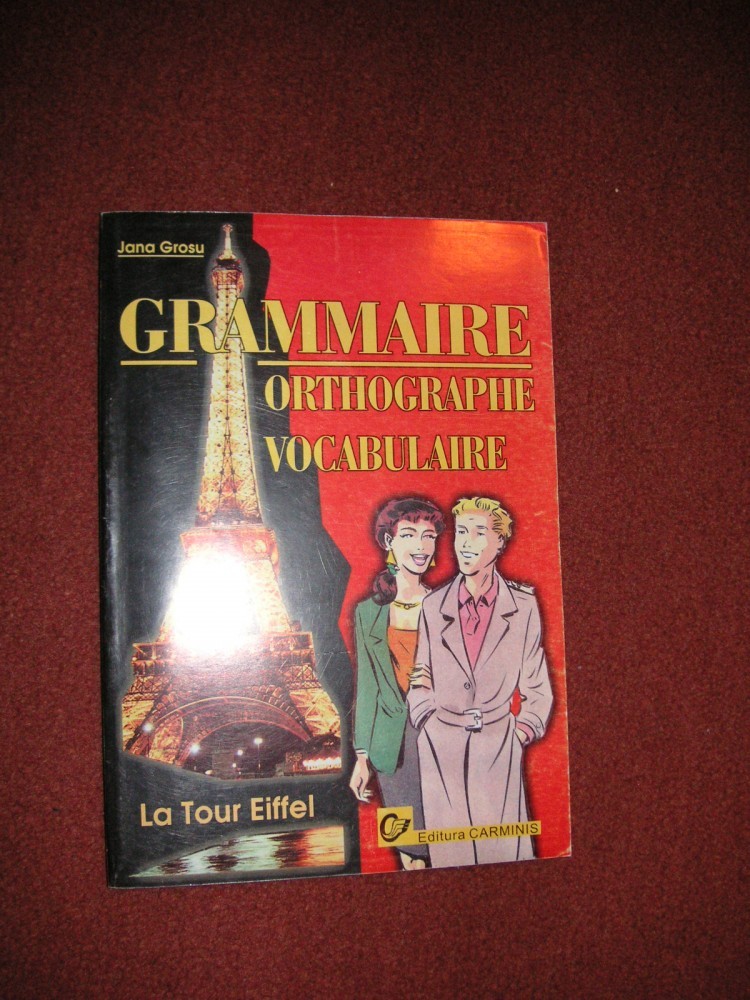 Jana Grosu
GRAMMAIRE
ORTHOGRAPHE
VOCABULAIRE
La Tour Eiffel
Editura CARMINIS